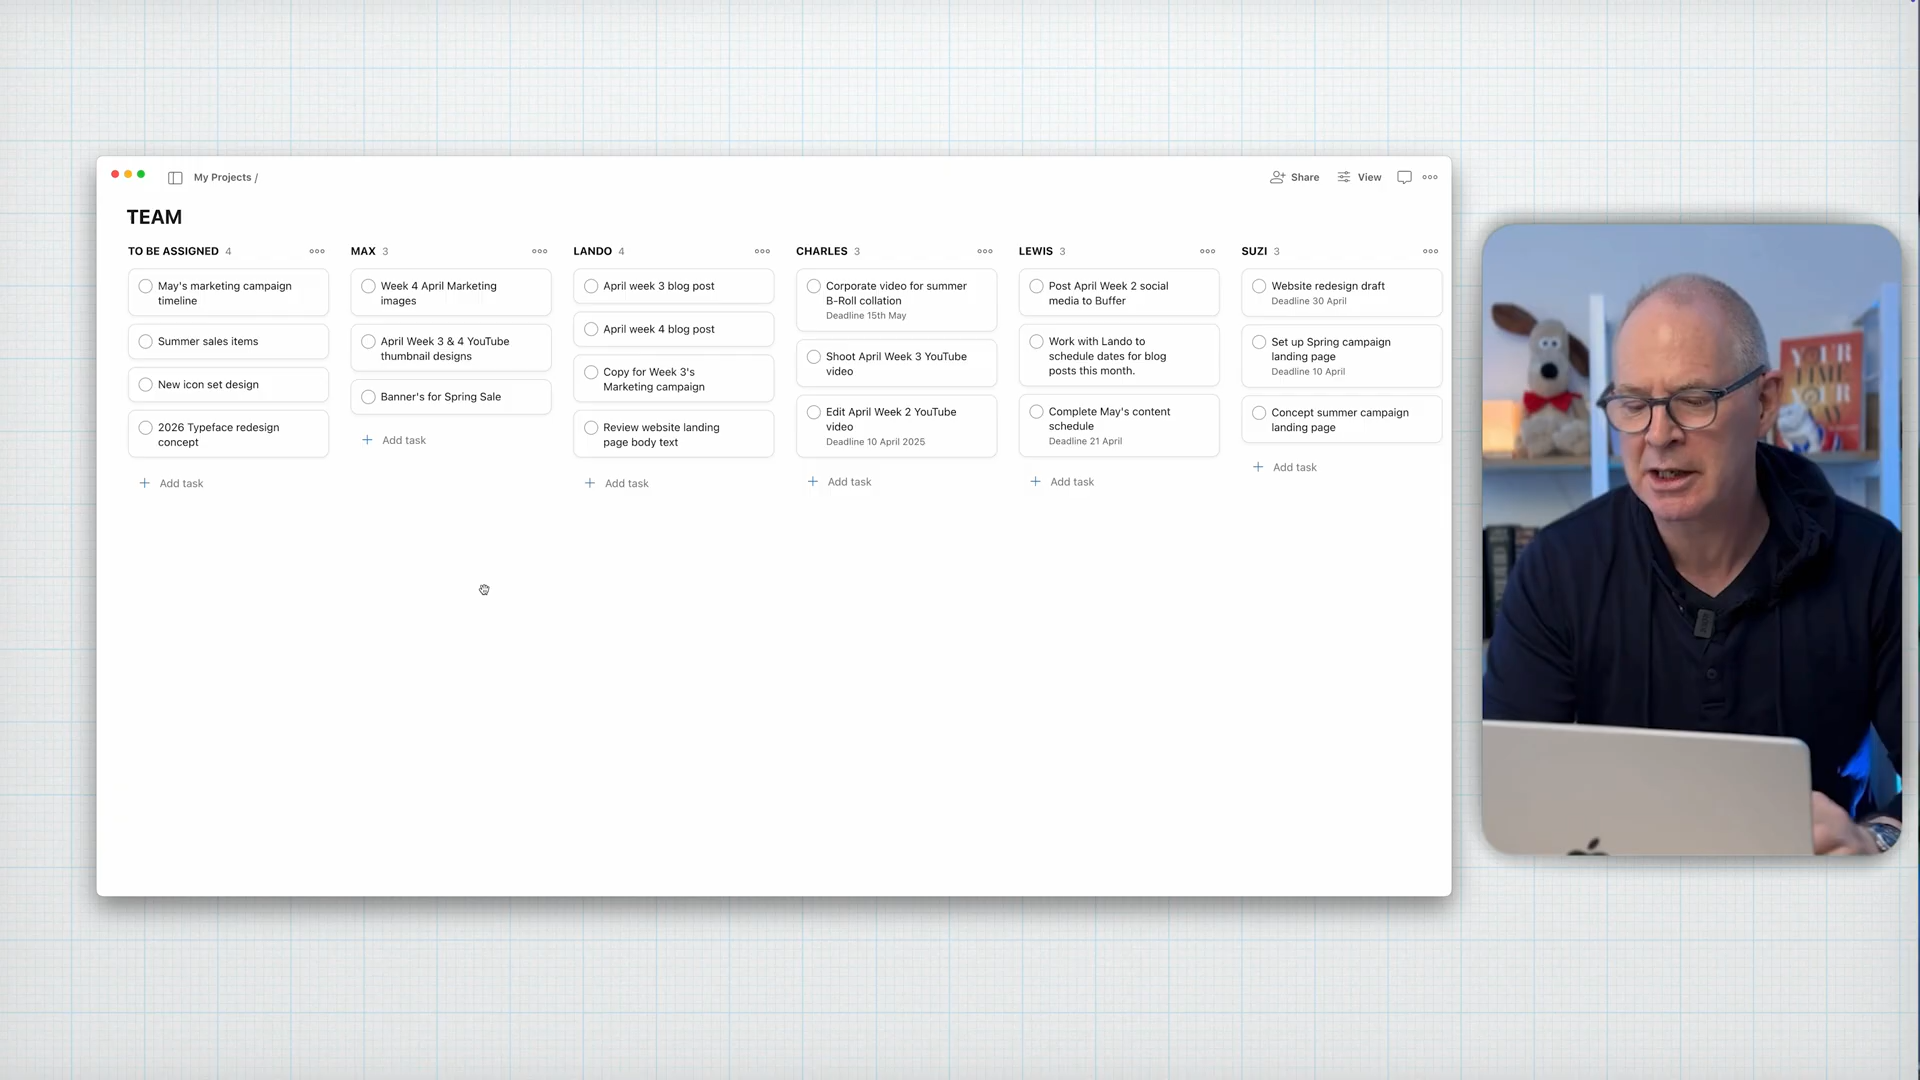 My Projects /
Share
View
TEAM
TO BE ASSIGNED 4
May's marketing campaign
timeline
Summer sales items
New icon set design
2026 Typeface redesign
concept
Add task
MAX 3
Week 4 April Marketing
images
April Week 3 & 4 YouTube
thumbnail designs
Banner's for Spring Sale
Add task
LANDO 4
April week 3 blog post
April week 4 blog post
Copy for Week 3's
Marketing campaign
Review website landing
page body text
Add task
CHARLES 3
Corporate video for summer
B-Roll collation
Deadline 15th May
Shoot April Week 3 YouTube
video
Edit April Week 2 YouTube
video
Deadline 10 April 2025
Add task
LEWIS 3
Post April Week 2 social
media to Buffer
Work with Lando to
schedule dates for blog
posts this month.
Complete May's content
schedule
Deadline 21 April
Add task
SUZI 3
Website redesign draft
Deadline 30 April
Set up Spring campaign
landing page
Deadline 10 April
Concept summer campaign
landing page
Add task
YOUR
TIME
YOUR
WAY